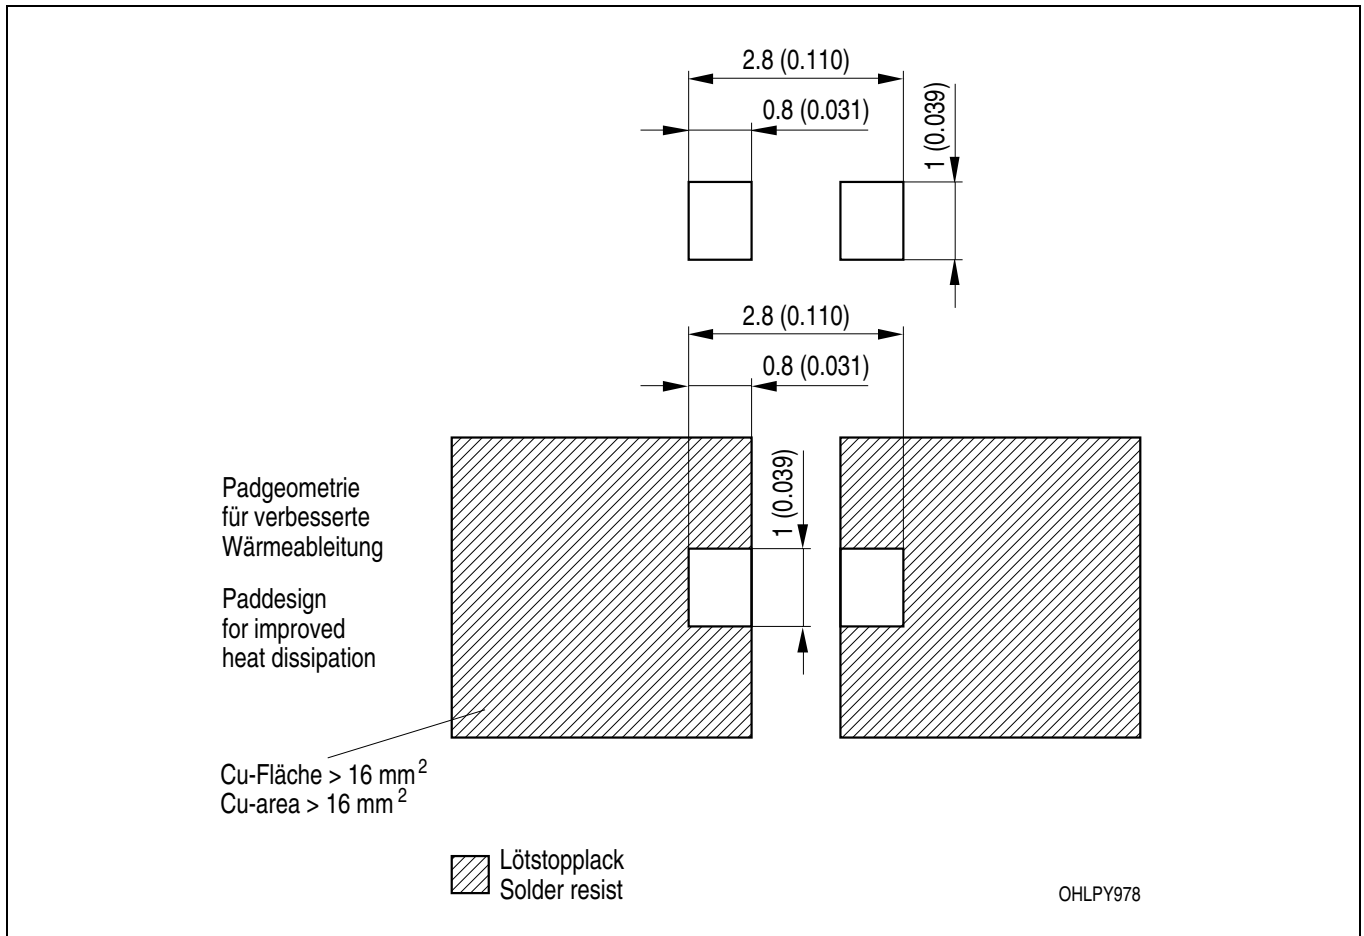 2.8 (0.110)
0.8 (0.031)
1 (0.039)
2.8 (0.110)
0.8 (0.031)
1 (0.039)
Padgeometrie
für verbesserte
Wärmeableitung
Paddesign
for improved
heat dissipation
Cu-Fläche > 16 mm²
Cu-area > 16 mm²
Lötstopplack
Solder resist
OHLPY978